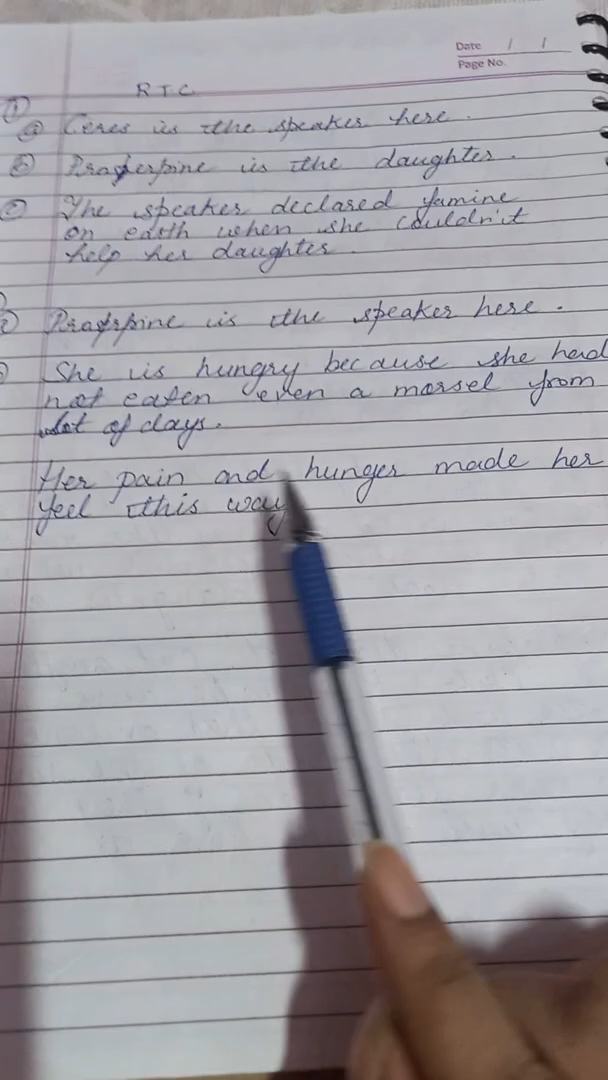 Date / /
Page No.
RTC
① 
ⓐ Ceres is the speaker here.
ⓑ Proserpine is the daughter.
ⓒ The speaker declared famine
on earth when she couldn't
help her daughter.
Proserpine is the speaker here.
She is hungry because she had
not eaten even a morsel from
lot of days.
Her pain and hunger made her
feel this way